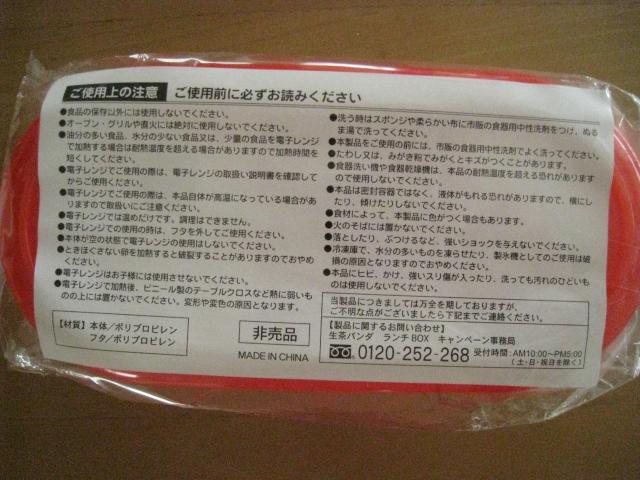 ご使用上の注意 ご使用前に必ずお読みください
●食品の保存以外には使用しないでください。
●オーブン・グリルや直火には絶対に使用しないでください。
●油分の多い食品、水分の少ない食品又は、少量の食品を電子レンジ
で加熱する場合は耐熱温度を超える場合がありますので加熱時間を
短くしてください。
●電子レンジでご使用の際は、電子レンジの取扱い説明書を確認して
からご使用ください。
●電子レンジでご使用の際は、本製品自体が高温になっている場合があ
りますので取扱いにご注意ください。
●電子レンジでは温めだけです。調理はできません。
●電子レンジでの使用の時は、フタを外してご使用ください。
●本体が空の状態で電子レンジの使用はしないでください。
●ときほぐさない卵を加熱すると破裂することがありますのでおやめ
ください。
●電子レンジはお子様には使用させないでください。
●電子レンジで加熱後、ビニール製のテーブルクロスなど熱に弱いも
のの上には置かないでください。変形や変色の原因となります。
【材質】本体/ポリプロピレン
フタ/ポリプロピレン
非売品
MADE IN CHINA
●洗う時はスポンジや柔らかい布に市販の食器用中性洗剤をつけ、ぬる
ま湯で洗ってください。
●本製品をご使用の前には、市販の食器用中性洗剤でよく洗ってください。
●たわし又は、みがき粉でみがくとキズがつくことがあります。
●食器洗い機や食器乾燥機は、本品の耐熱温度を超える恐れがあります
ので使用しないでください。
●本品は密封容器ではなく、液体がもれる恐れがありますので、横にし
たり、傾けたりしないでください。
●食材によって、本製品に色がつく場合もあります。
●火のそばには置かないでください。
●落としたり、ぶつけるなど、強いショックを与えないでください。
●冷凍庫で、水分の多いものを凍らせたり、製氷機としてのご使用は破
損の原因となりますのでおやめください。
●本品にヒビ、かけ、強いスリ傷が入ったり、洗っても汚れのひどいも
のは使用しないでください。
当製品につきましては万全を期しておりますが、
ご不明な点がございましたら下記までご連絡ください。
【製品に関するお問い合わせ】
生茶パンダ ランチBOX キャンペーン事務局
0120-252-268 受付時間:AM10:00〜PM5:00
(土・日・祝日を除く)